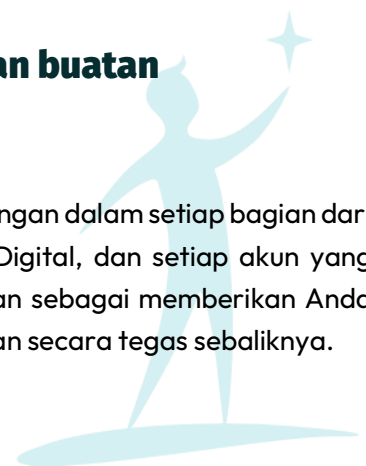 an buatan
ngan dalam setiap bagian dar
Digital, dan setiap akun yang
an sebagai memberikan Anda
an secara tegas sebaliknya.